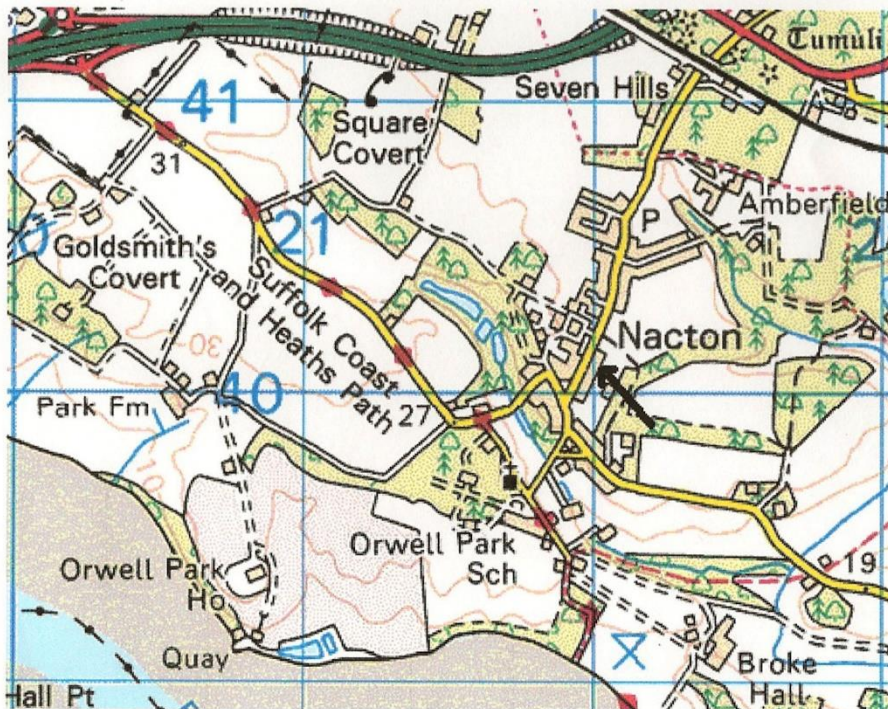 Tumuli
Seven Hills
41
Square
Covert
31
P
Amberfield
21
Goldsmith's
Covert
Suffolk Coast
and Heaths Path
Nacton
30
40
27
Park Fm
10
Orwell Park
Sch
Orwell Park
Ho
19
Quay
Broke
Hall
Hall Pt